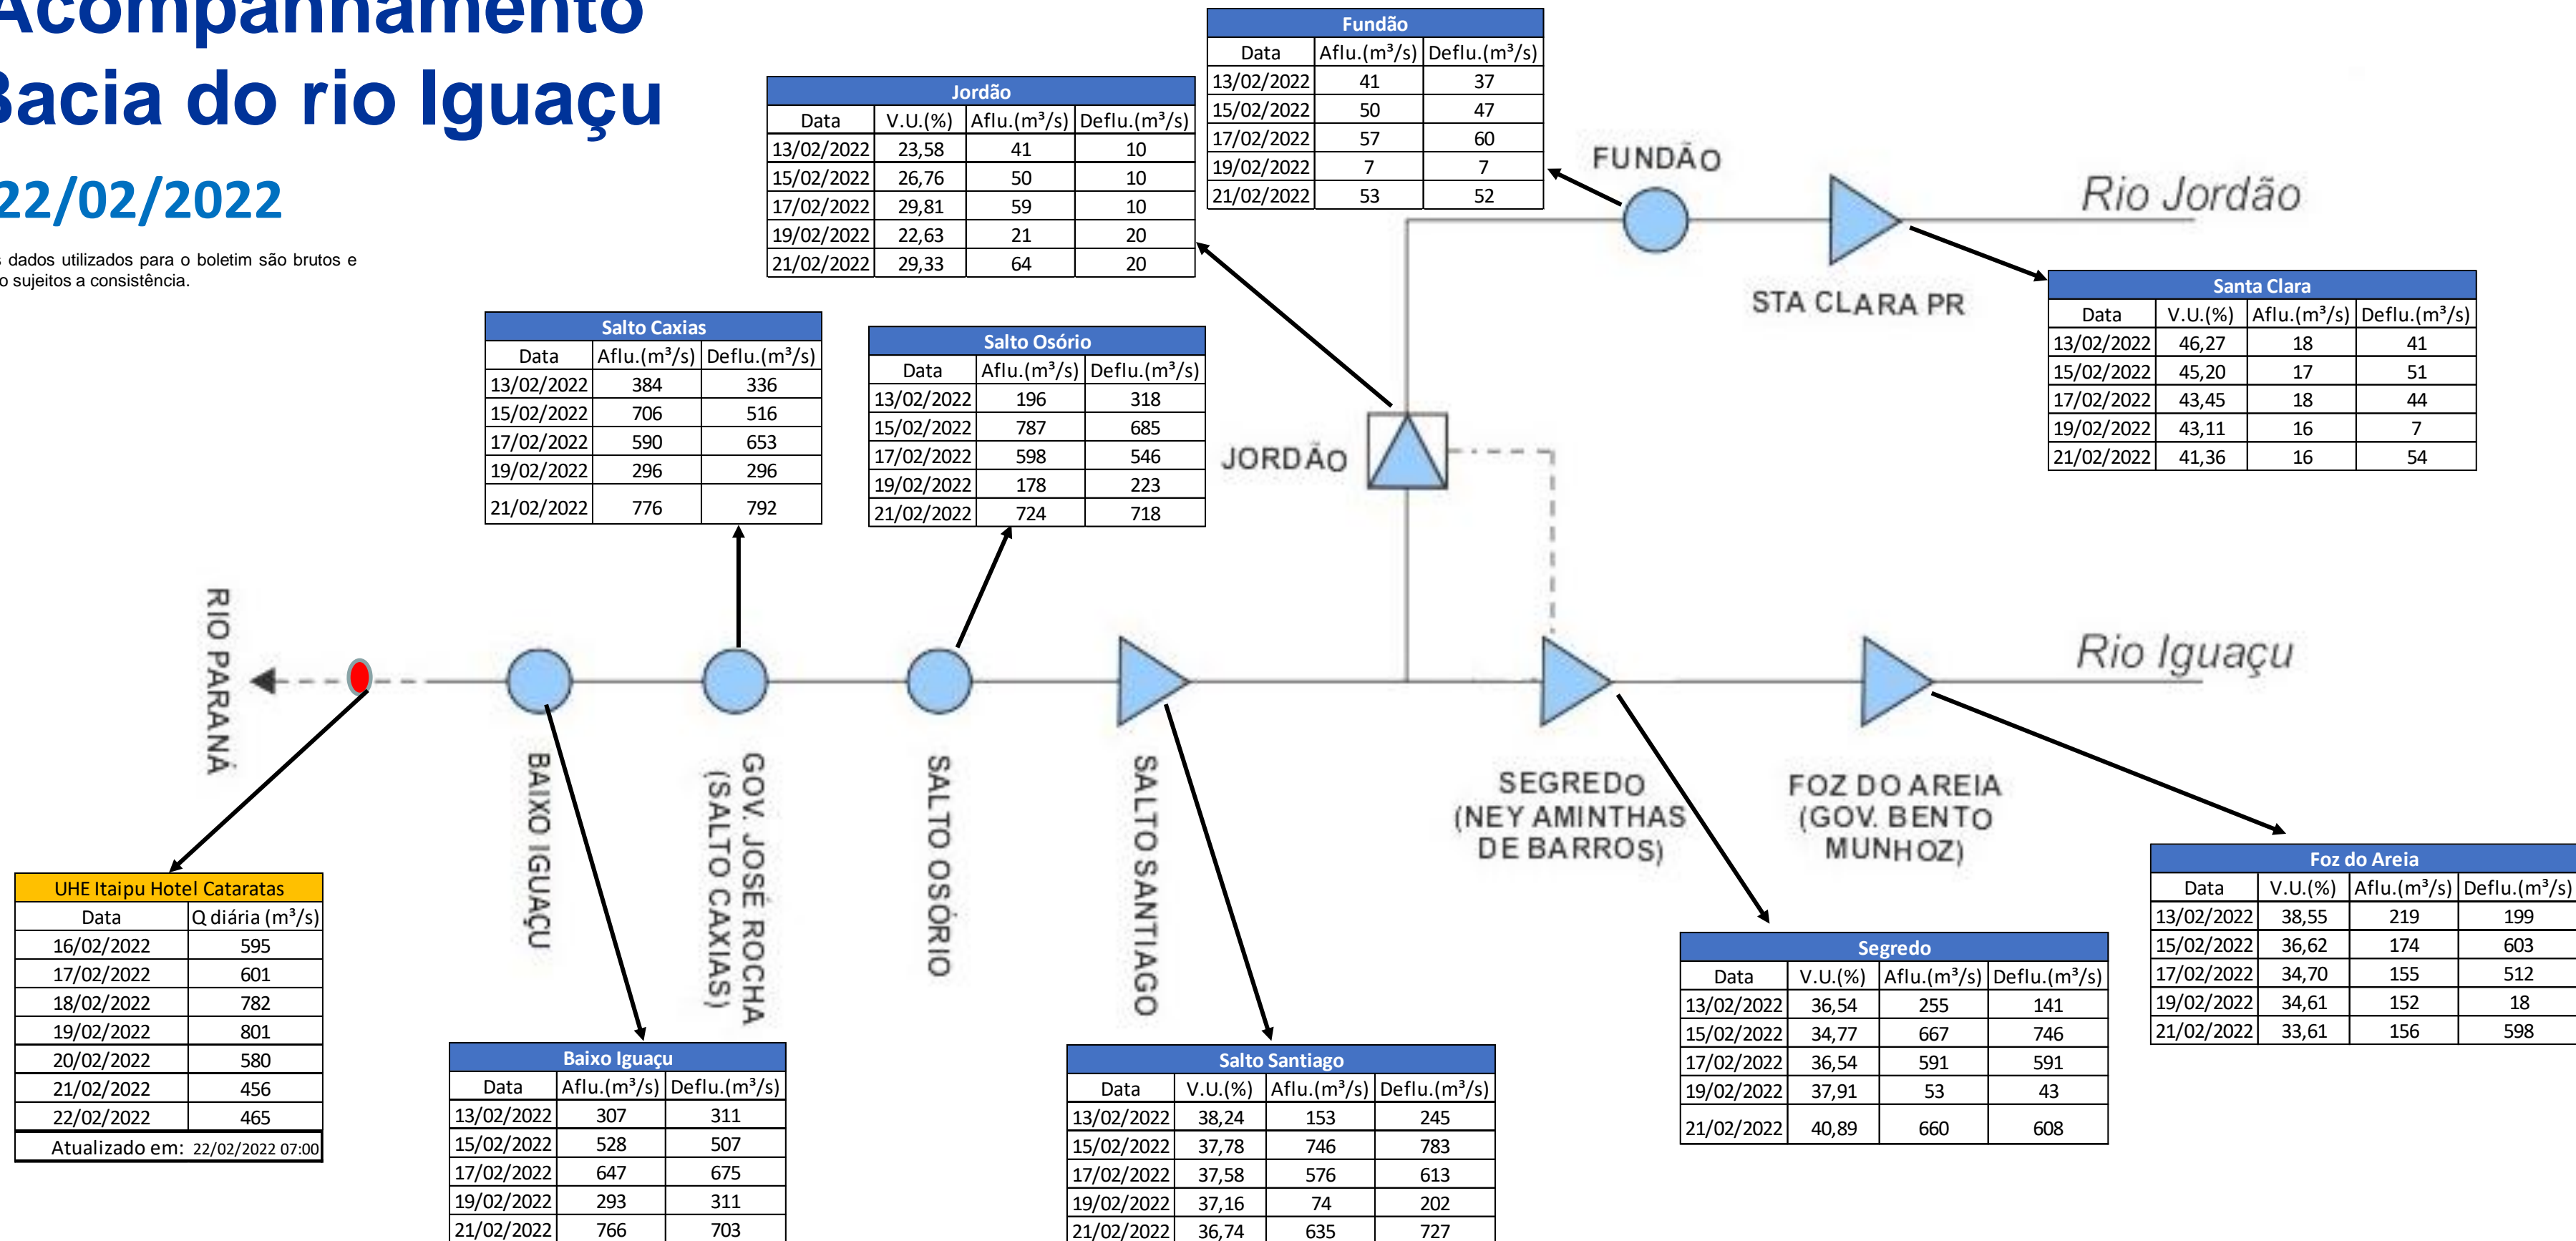 Acompanhamento
Bacia do rio Iguaçu
22/02/2022
s dados utilizados para o boletim são brutos e
o sujeitos a consistência.
Fundão
Data Aflu.(m³/s) Deflu.(m³/s)
13/02/2022 41 37
15/02/2022 50 47
17/02/2022 57 60
19/02/2022 7 7
21/02/2022 53 52
Jordão
Data V.U.(%) Aflu.(m³/s) Deflu.(m³/s)
13/02/2022 23,58 41 10
15/02/2022 26,76 50 10
17/02/2022 29,81 59 10
19/02/2022 22,63 21 20
21/02/2022 29,33 64 20
FUNDÃO
Rio Jordão
STA CLARA PR
Santa Clara
Data V.U.(%) Aflu.(m³/s) Deflu.(m³/s)
13/02/2022 46,27 18 41
15/02/2022 45,20 17 51
17/02/2022 43,45 18 44
19/02/2022 43,11 16 7
21/02/2022 41,36 16 54
Salto Caxias
Data Aflu.(m³/s) Deflu.(m³/s)
13/02/2022 384 336
15/02/2022 706 516
17/02/2022 590 653
19/02/2022 296 296
21/02/2022 776 792
Salto Osório
Data Aflu.(m³/s) Deflu.(m³/s)
13/02/2022 196 318
15/02/2022 787 685
17/02/2022 598 546
19/02/2022 178 223
21/02/2022 724 718
JORDÃO
RIO PARANÁ
Rio Iguaçu
BAIXO IGUAÇU
GOV. JOSÉ ROCHA
(SALTO CAXIAS)
SALTO OSÓRIO
SALTO SANTIAGO
SEGREDO
(NEY AMINTHAS
DE BARROS)
FOZ DO AREIA
(GOV. BENTO
MUNHOZ)
UHE Itaipu Hotel Cataratas
Data Q diária (m³/s)
16/02/2022 595
17/02/2022 601
18/02/2022 782
19/02/2022 801
20/02/2022 580
21/02/2022 456
22/02/2022 465
Atualizado em: 22/02/2022 07:00
Baixo Iguaçu
Data Aflu.(m³/s) Deflu.(m³/s)
13/02/2022 307 311
15/02/2022 528 507
17/02/2022 647 675
19/02/2022 293 311
21/02/2022 766 703
Salto Santiago
Data V.U.(%) Aflu.(m³/s) Deflu.(m³/s)
13/02/2022 38,24 153 245
15/02/2022 37,78 746 783
17/02/2022 37,58 576 613
19/02/2022 37,16 74 202
21/02/2022 36,74 635 727
Segredo
Data V.U.(%) Aflu.(m³/s) Deflu.(m³/s)
13/02/2022 36,54 255 141
15/02/2022 34,77 667 746
17/02/2022 36,54 591 591
19/02/2022 37,91 53 43
21/02/2022 40,89 660 608
Foz do Areia
Data V.U.(%) Aflu.(m³/s) Deflu.(m³/s)
13/02/2022 38,55 219 199
15/02/2022 36,62 174 603
17/02/2022 34,70 155 512
19/02/2022 34,61 152 18
21/02/2022 33,61 156 598